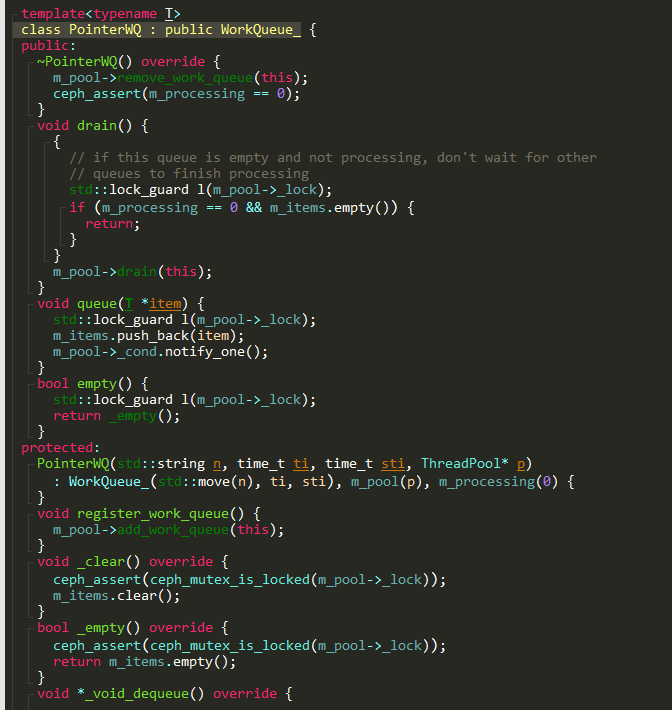 template<typename T>
class PointerWQ : public WorkQueue_ {
public:
  ~PointerWQ() override {
    m_pool->remove_work_queue(this);
    ceph_assert(m_processing == 0);
  }
  void drain() {
    {
      // if this queue is empty and not processing, don't wait for other
      // queues to finish processing
      std::lock_guard l(m_pool->_lock);
      if (m_processing == 0 && m_items.empty()) {
        return;
      }
    }
    m_pool->drain(this);
  }
  void queue(T *item) {
    std::lock_guard l(m_pool->_lock);
    m_items.push_back(item);
    m_pool->_cond.notify_one();
  }
  bool empty() {
    std::lock_guard l(m_pool->_lock);
    return _empty();
  }
protected:
  PointerWQ(std::string n, time_t ti, time_t sti, ThreadPool* p)
    : WorkQueue_(std::move(n), ti, sti), m_pool(p), m_processing(0) {
  }
  void register_work_queue() {
    m_pool->add_work_queue(this);
  }
  void _clear() override {
    ceph_assert(ceph_mutex_is_locked(m_pool->_lock));
    m_items.clear();
  }
  bool _empty() override {
    ceph_assert(ceph_mutex_is_locked(m_pool->_lock));
    return m_items.empty();
  }
  void *_void_dequeue() override {